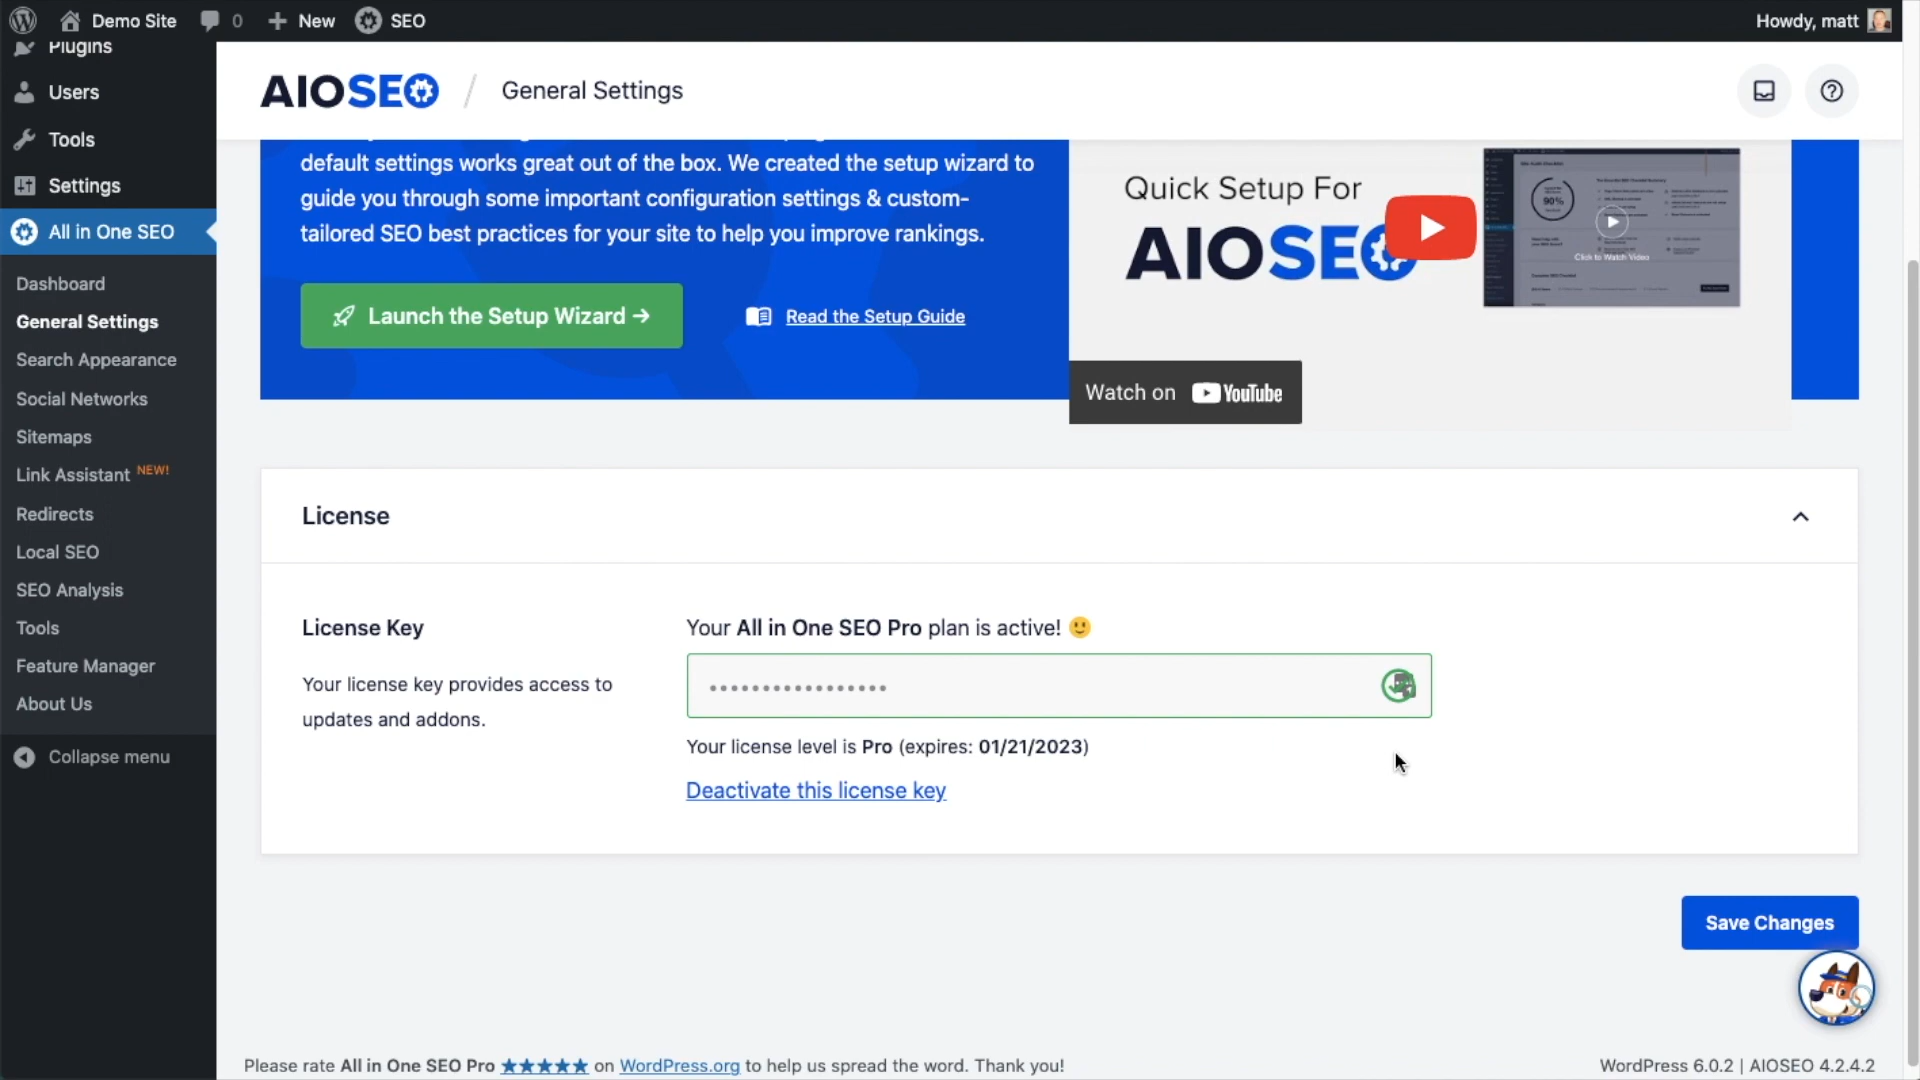 Demo Site 0 New SEO Howdy, matt
Plugins
Users
Tools
Settings
All in One SEO
Dashboard
General Settings
Search Appearance
Social Networks
Sitemaps
Link Assistant NEW!
Redirects
Local SEO
SEO Analysis
Tools
Feature Manager
About Us
Collapse menu
AIOSEO / General Settings
default settings works great out of the box. We created the setup wizard to
guide you through some important configuration settings & custom-
tailored SEO best practices for your site to help you improve rankings.
Launch the Setup Wizard →
Read the Setup Guide
Quick Setup For
AIOSEO
90%
Click to Watch Video
Watch on YouTube
License
License Key
Your license key provides access to
updates and addons.
Your All in One SEO Pro plan is active! 🙂
•••••••••••••••••
Your license level is Pro (expires: 01/21/2023)
Deactivate this license key
Save Changes
Please rate All in One SEO Pro ★★★★★ on WordPress.org to help us spread the word. Thank you!
WordPress 6.0.2 | AIOSEO 4.2.4.2